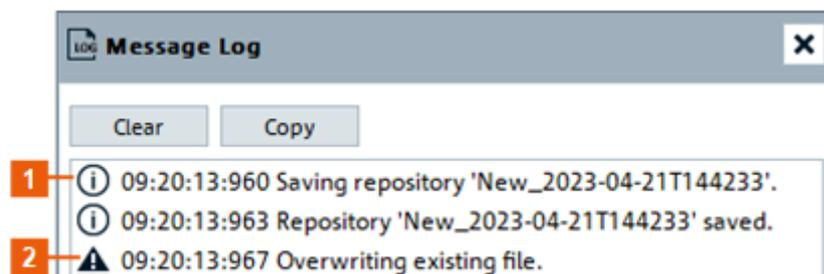 LOG Message Log
Clear Copy
1 09:20:13:960 Saving repository 'New_2023-04-21T144233'.
09:20:13:963 Repository 'New_2023-04-21T144233' saved.
2 09:20:13:967 Overwriting existing file.